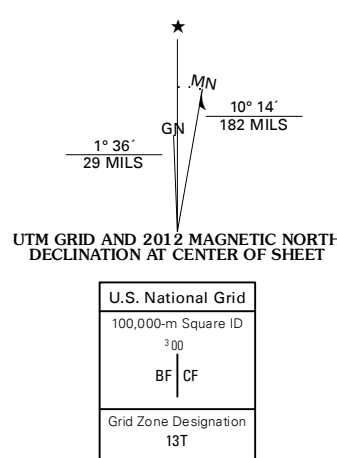 ★
MN
GN
1° 36´
29 MILS
10° 14´
182 MILS
UTM GRID AND 2012 MAGNETIC NORTH
DECLINATION AT CENTER OF SHEET
U.S. National Grid
100,000-m Square ID
³00
BF CF
Grid Zone Designation
13T